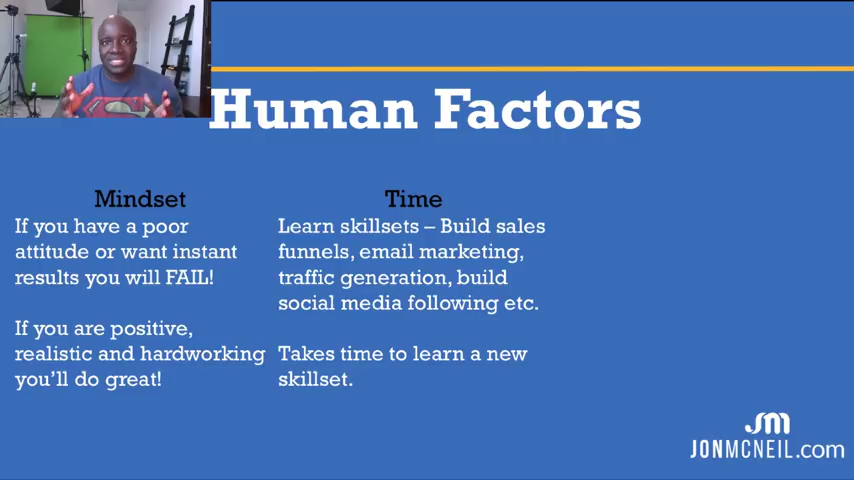 Human Factors
Mindset
If you have a poor
attitude or want instant
results you will FAIL!
If you are positive,
realistic and hardworking
you'll do great!
Time
Learn skillsets – Build sales
funnels, email marketing,
traffic generation, build
social media following etc.
Takes time to learn a new
skillset.
JM
JONMCNEIL.com